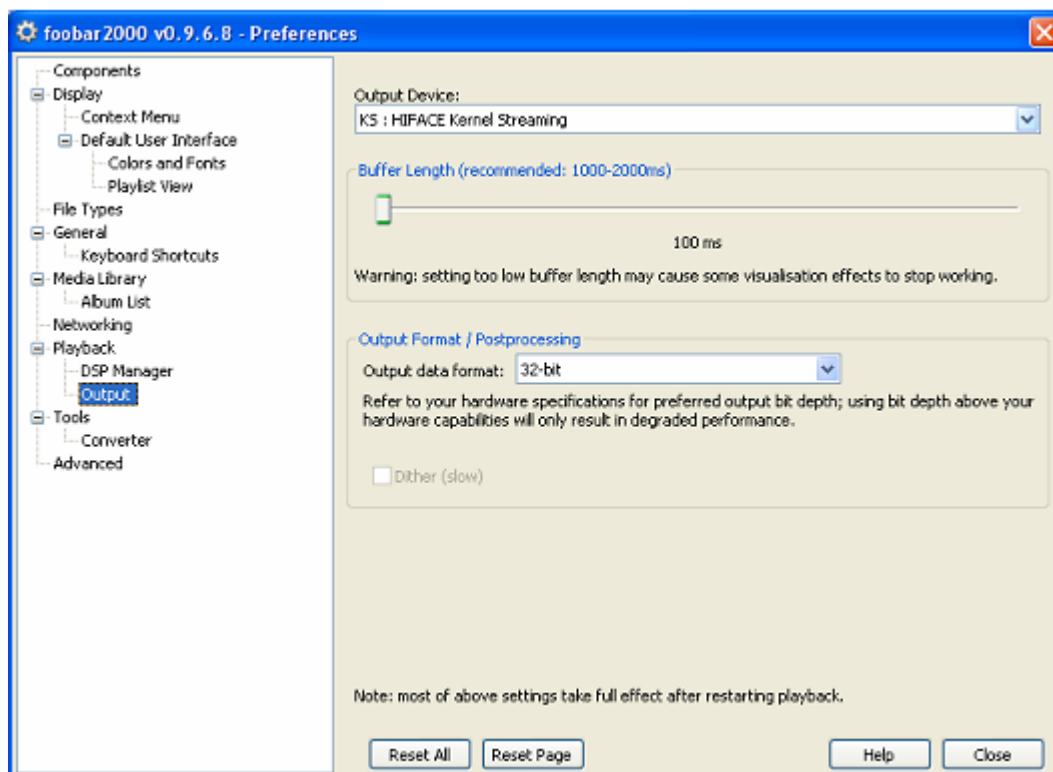 foobar2000 v0.9.6.8 - Preferences
Components
Display
Context Menu
Default User Interface
Colors and Fonts
Playlist View
File Types
General
Keyboard Shortcuts
Media Library
Album List
Networking
Playback
DSP Manager
Output
Tools
Converter
Advanced
Output Device:
KS : HIFACE Kernel Streaming
Buffer Length (recommended: 1000-2000ms)
100 ms
Warning: setting too low buffer length may cause some visualisation effects to stop working.
Output Format / Postprocessing
Output data format: 32-bit
Refer to your hardware specifications for preferred output bit depth; using bit depth above your
hardware capabilities will only result in degraded performance.
Dither (slow)
Note: most of above settings take full effect after restarting playback.
Reset All Reset Page Help Close